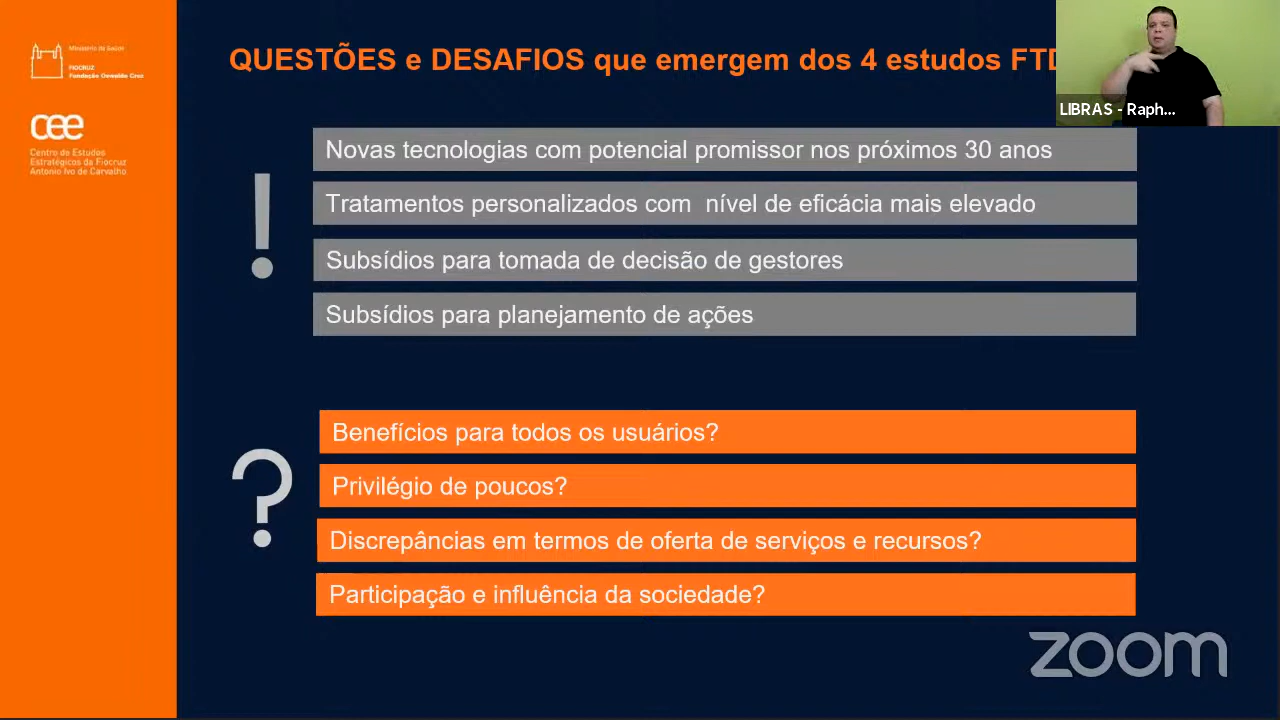 Ministério da Saúde
FIOCRUZ
Fundação Oswaldo Cruz
cee
Centro de Estudos
Estratégicos da Fiocruz
Antonio Ivo de Carvalho
QUESTÕES e DESAFIOS que emergem dos 4 estudos FTD
LIBRAS - Raph...
!
Novas tecnologias com potencial promissor nos próximos 30 anos
Tratamentos personalizados com nível de eficácia mais elevado
Subsídios para tomada de decisão de gestores
Subsídios para planejamento de ações
?
Benefícios para todos os usuários?
Privilégio de poucos?
Discrepâncias em termos de oferta de serviços e recursos?
Participação e influência da sociedade?
zoom